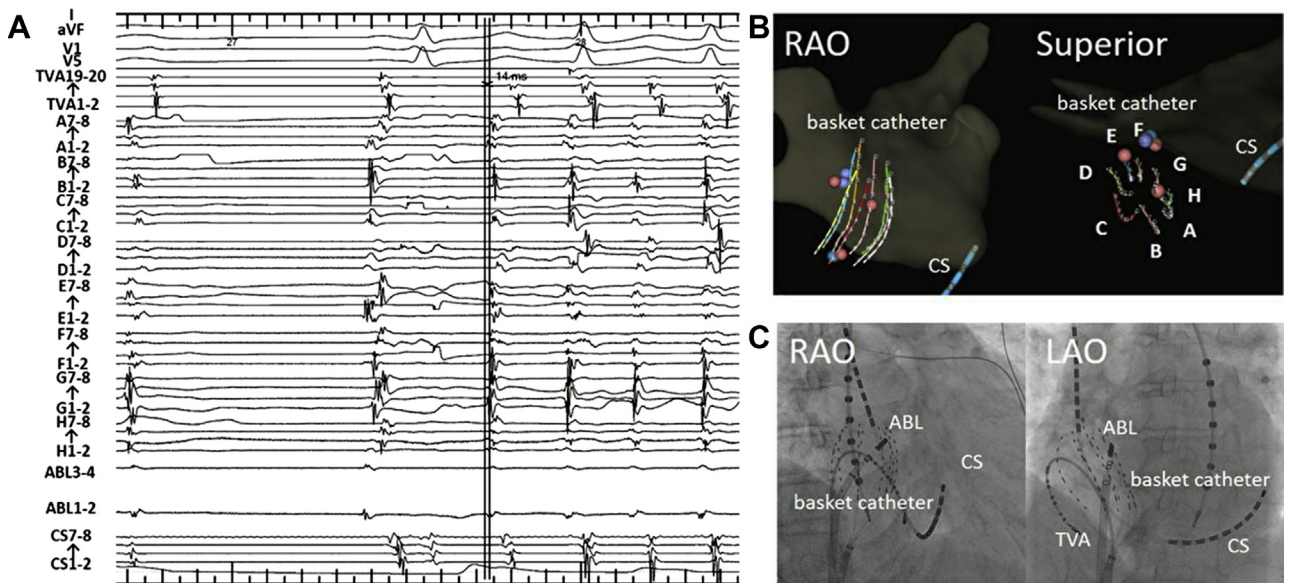 A
I
aVF
V1
V5
TVA19-20
↑
TVA1-2
A7-8
↑
A1-2
B7-8
↑
B1-2
C7-8
↑
C1-2
D7-8
↑
D1-2
E7-8
↑
E1-2
F7-8
↑
F1-2
G7-8
↑
G1-2
H7-8
↑
H1-2
ABL3-4
ABL1-2
CS7-8
↑
CS1-2
27
28
14 ms
B
RAO
Superior
basket catheter
basket catheter
E F
CS
D
G
H
C
A
B
CS
C
RAO
LAO
ABL
ABL
CS
basket catheter
basket catheter
TVA
CS